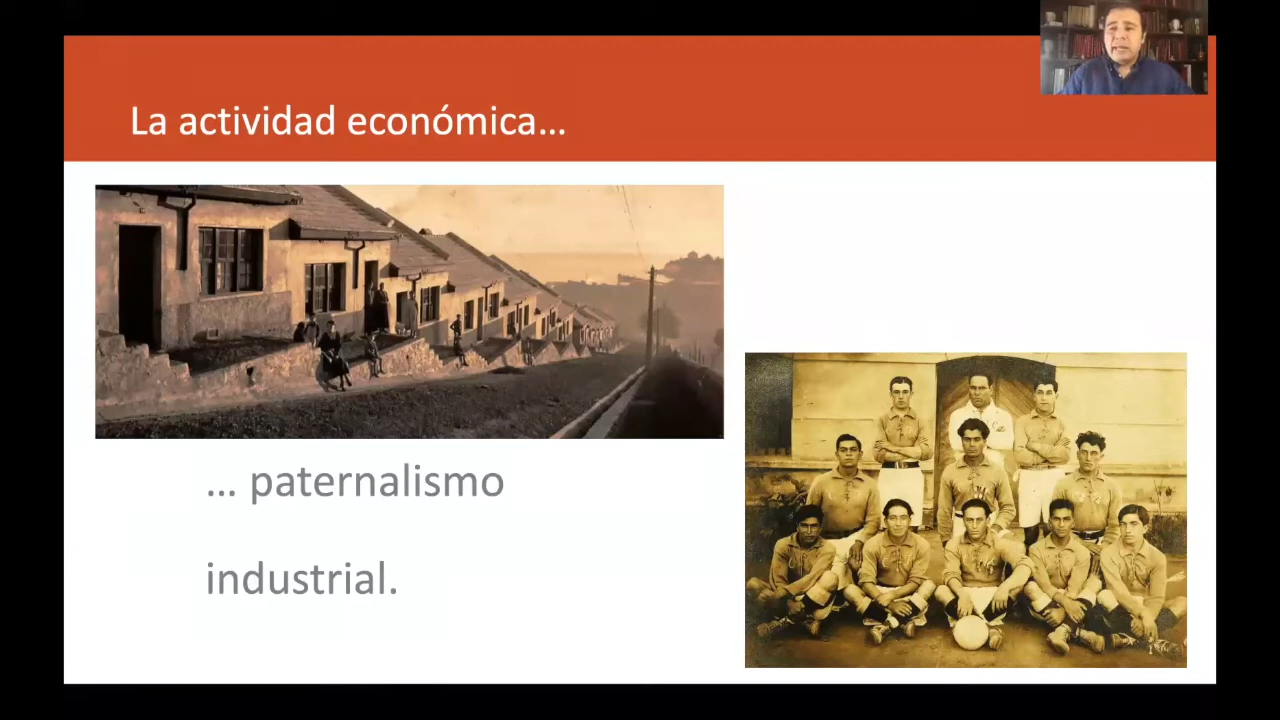 La actividad económica...
... paternalismo
industrial.